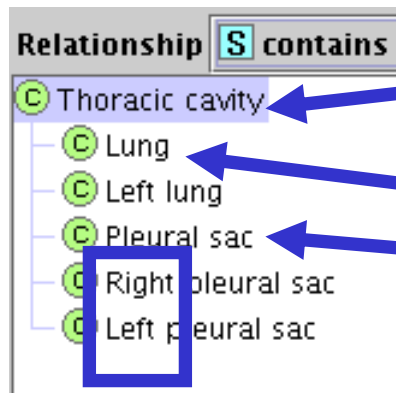 Relationship S contains
C Thoracic cavity
C Lung
C Left lung
C Pleural sac
C Right pleural sac
C Left pleural sac